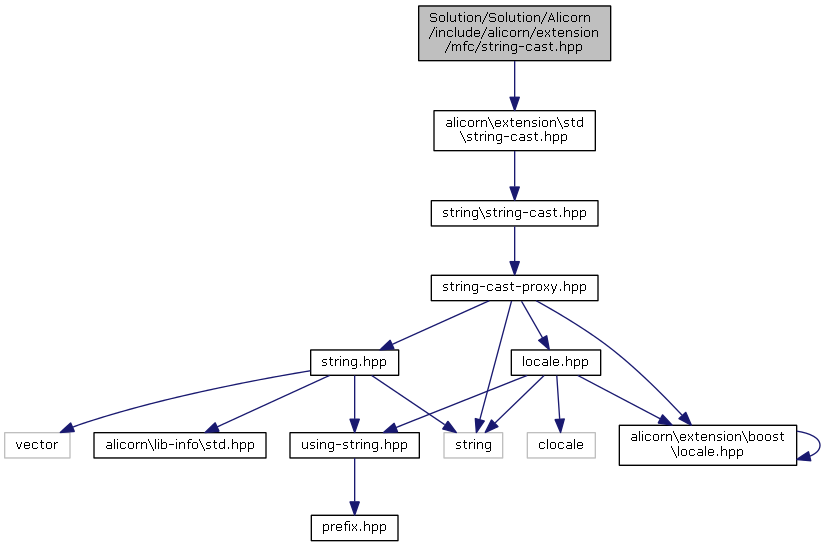 Solution/Solution/Alicorn
/include/alicorn/extension
/mfc/string-cast.hpp
alicorn\extension\std
\string-cast.hpp
string\string-cast.hpp
string-cast-proxy.hpp
string.hpp
locale.hpp
vector
alicorn\lib-info\std.hpp
using-string.hpp
string
clocale
alicorn\extension\boost
\locale.hpp
prefix.hpp